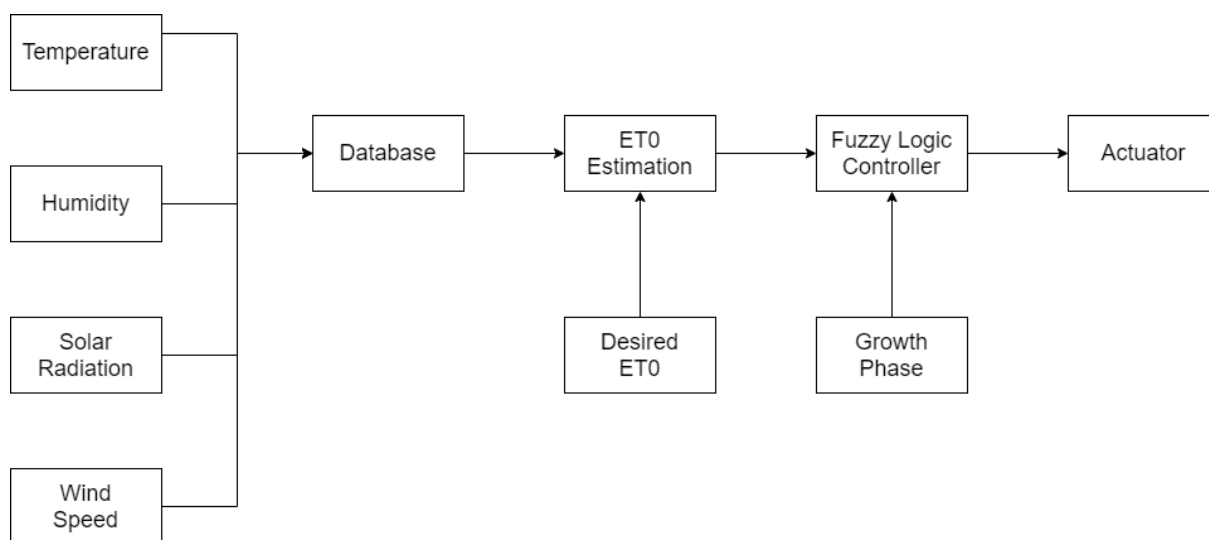 Temperature
Humidity
Solar
Radiation
Wind
Speed
Database
ET0
Estimation
Desired
ET0
Fuzzy Logic
Controller
Growth
Phase
Actuator